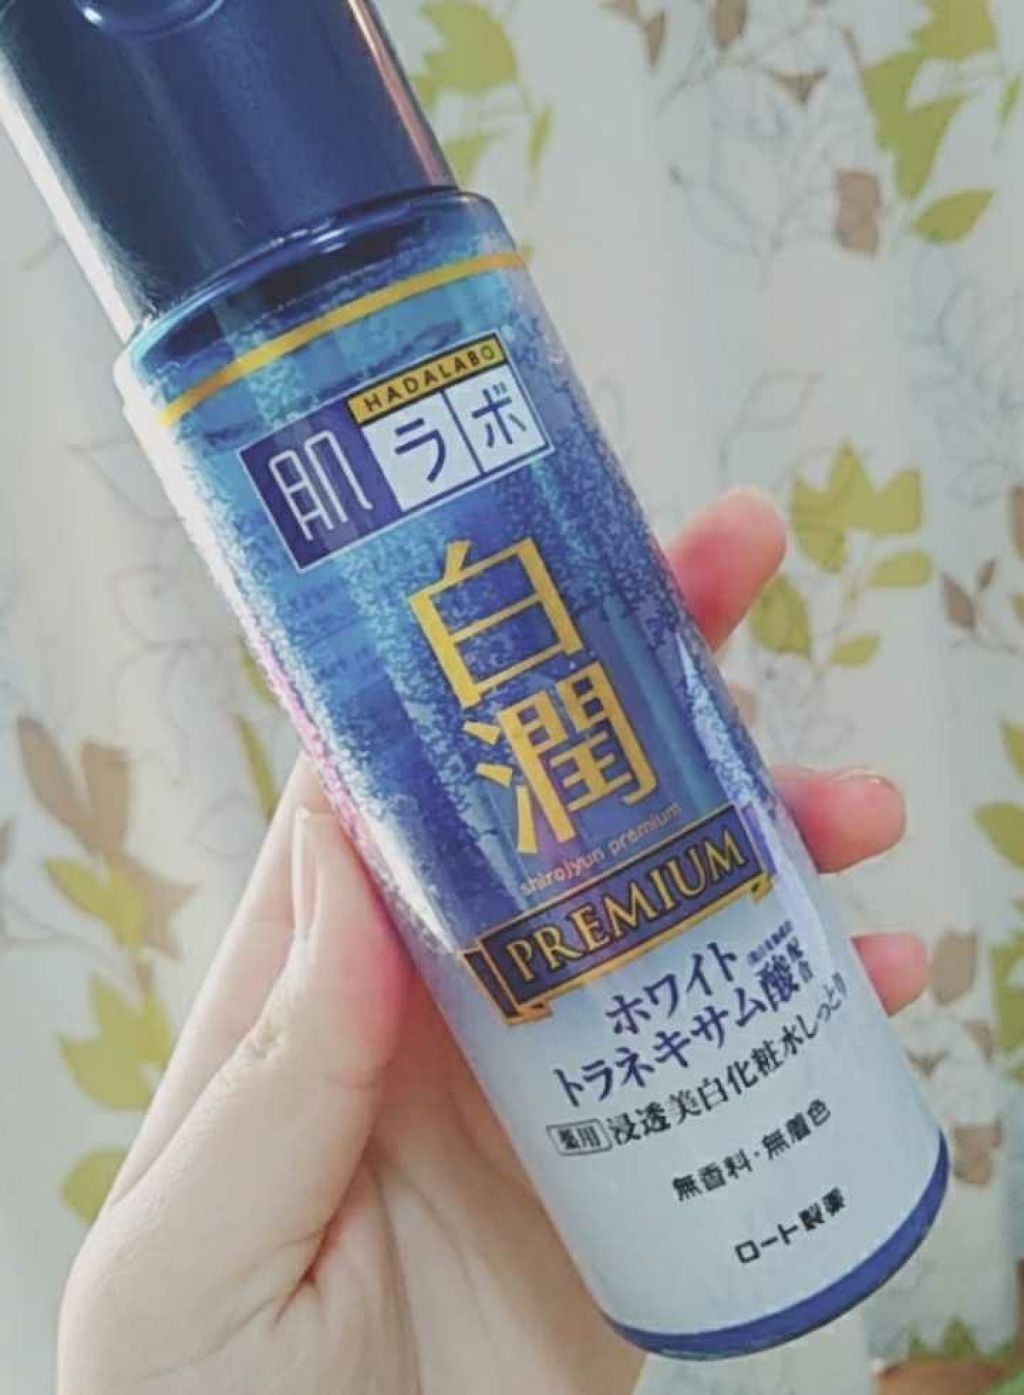 HADALABO
肌ラボ
白潤
shirojyun premium
PREMIUM
ホワイト
トラネキサム酸配合
薬用 浸透美白化粧水しっとり
無香料・無着色
ロート製薬